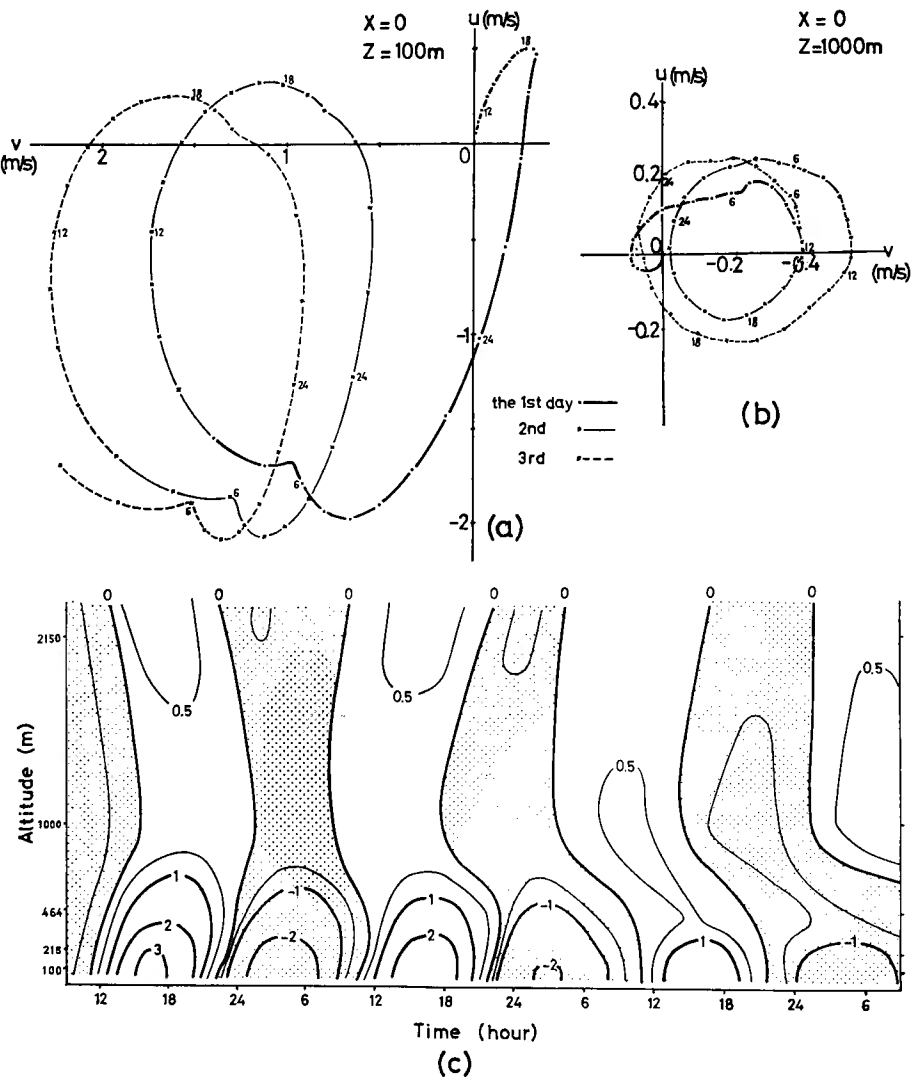 X=0
Z=100m
u(m/s)
18
12
0
v
(m/s)
2
1
18
18
12
12
24
24
-1
6
6
6
-2
(a)
X=0
Z=1000m
u(m/s)
0.4
0.2
0
-0.2
-0.2
-0.4
v
(m/s)
24
24
6
6
6
12
12
18
18
(b)
the 1st day
2nd
3rd
0 0 0 0 0 0 0
2150
1000
464
218
100
Altitude (m)
0.5
0.5
0.5
0.5
1
2
3
-1
-2
1
2
-1
-2
1
-1
12 18 24 6 12 18 24 6 12 18 24 6
Time (hour)
(c)